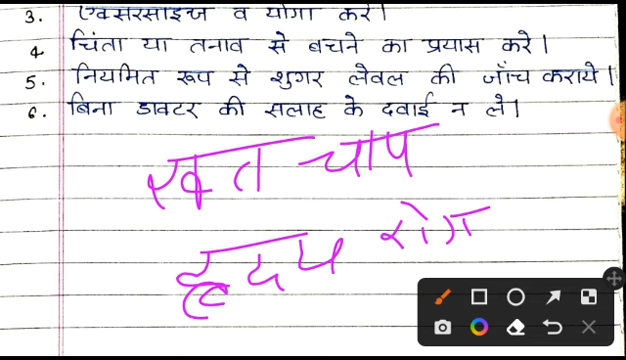 3. एक्सरसाइज व योगा करे।
4 चिंता या तनाव से बचने का प्रयास करे।
5. नियमित रूप से शुगर लेवल की जाँच कराये।
6. बिना डाक्टर की सलाह के दवाई न ले।
रक्त चाप
हृदय रोग